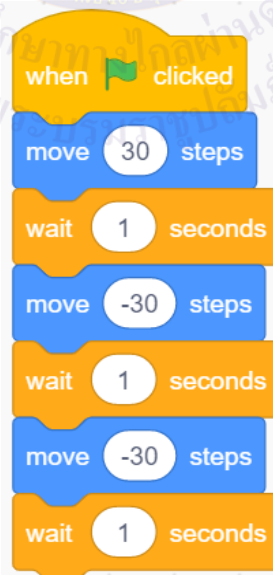 when clicked
move 30 steps
wait 1 seconds
move -30 steps
wait 1 seconds
move -30 steps
wait 1 seconds